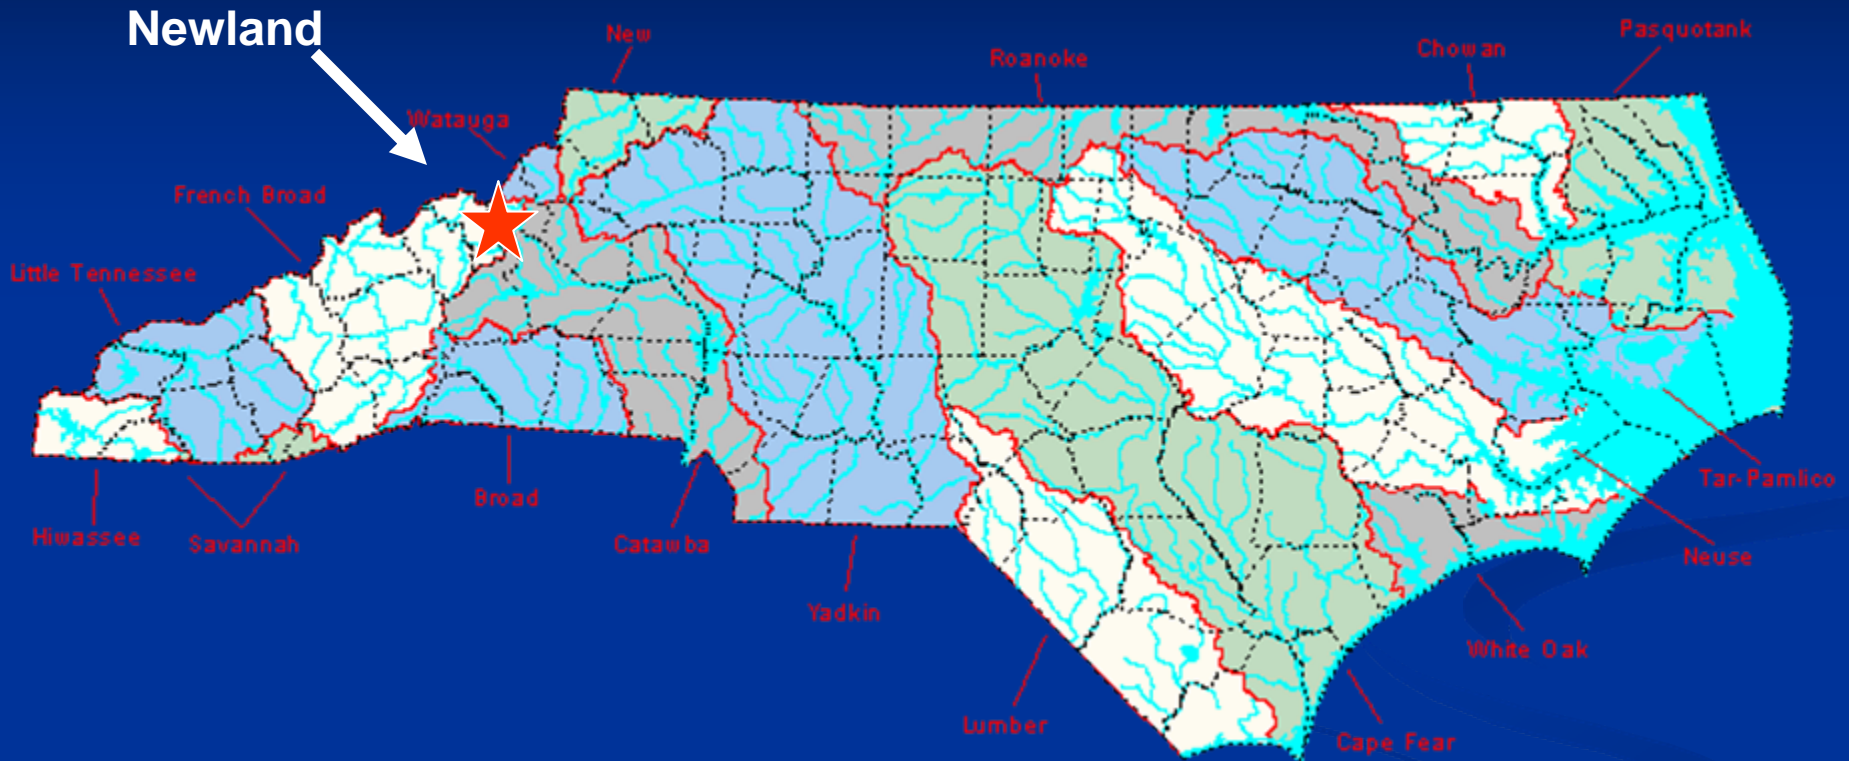 Newland
New
Pasquotank
Chowan
Roanoke
Watauga
French Broad
Little Tennessee
Tar-Pamlico
Broad
Hiwassee
Savannah
Catawba
Neuse
Yadkin
White Oak
Lumber
Cape Fear